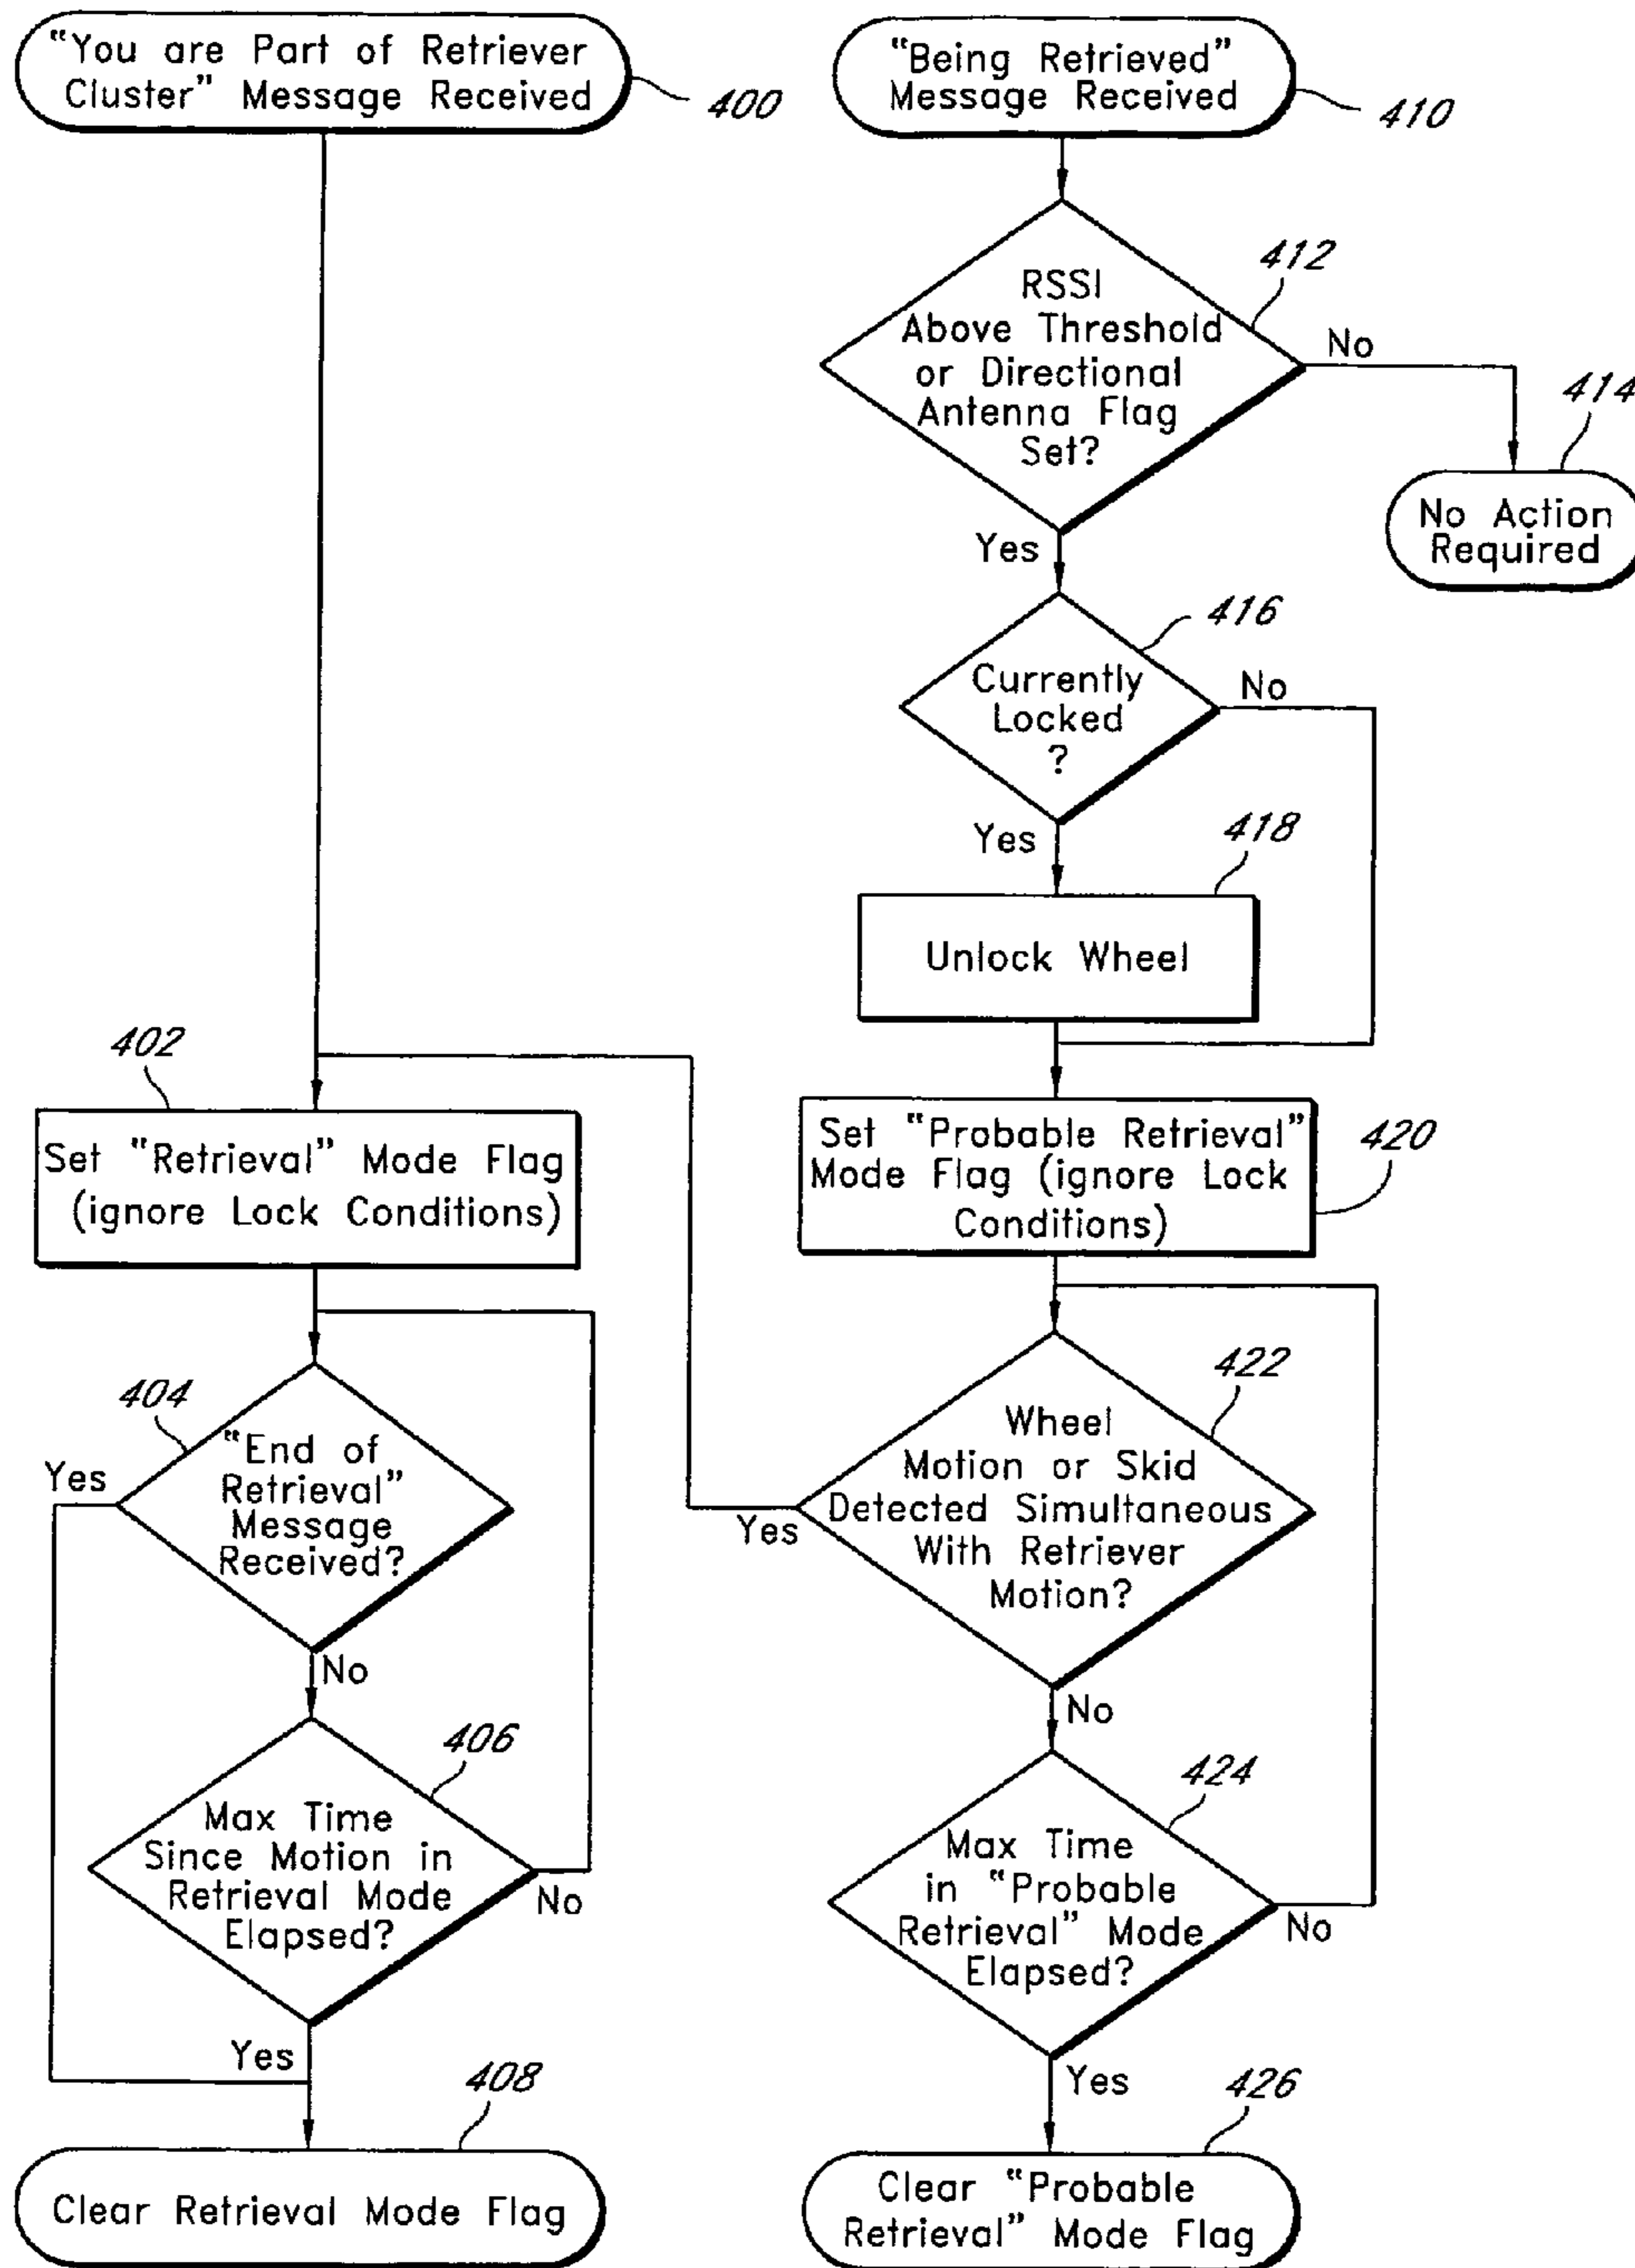 "You are Part of Retriever
Cluster" Message Received
400
"Being Retrieved"
Message Received
410
RSSI
Above Threshold
or Directional
Antenna Flag
Set?
412
No
414
No Action
Required
Yes
416
Currently
Locked
?
No
Yes
418
Unlock Wheel
402
Set "Retrieval" Mode Flag
(ignore Lock Conditions)
Set "Probable Retrieval"
Mode Flag (ignore Lock
Conditions)
420
404
"End of
Retrieval"
Message
Received?
Yes
No
422
Wheel
Motion or Skid
Detected Simultaneous
With Retriever
Motion?
Yes
No
406
Max Time
Since Motion in
Retrieval Mode
Elapsed?
No
Yes
424
Max Time
in "Probable
Retrieval" Mode
Elapsed?
No
Yes
408
Clear Retrieval Mode Flag
426
Clear "Probable
Retrieval" Mode Flag